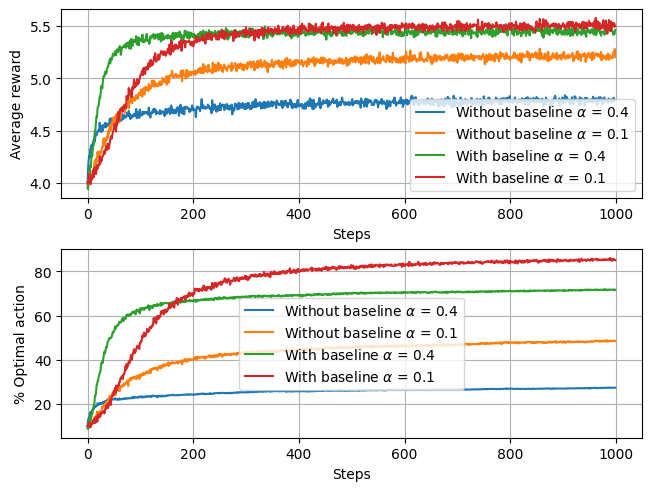 Average reward
5.5
5.0
4.5
4.0
Without baseline α = 0.4
Without baseline α = 0.1
With baseline α = 0.4
With baseline α = 0.1
0 200 400 600 800 1000
Steps
% Optimal action
80
60
40
20
Without baseline α = 0.4
Without baseline α = 0.1
With baseline α = 0.4
With baseline α = 0.1
0 200 400 600 800 1000
Steps